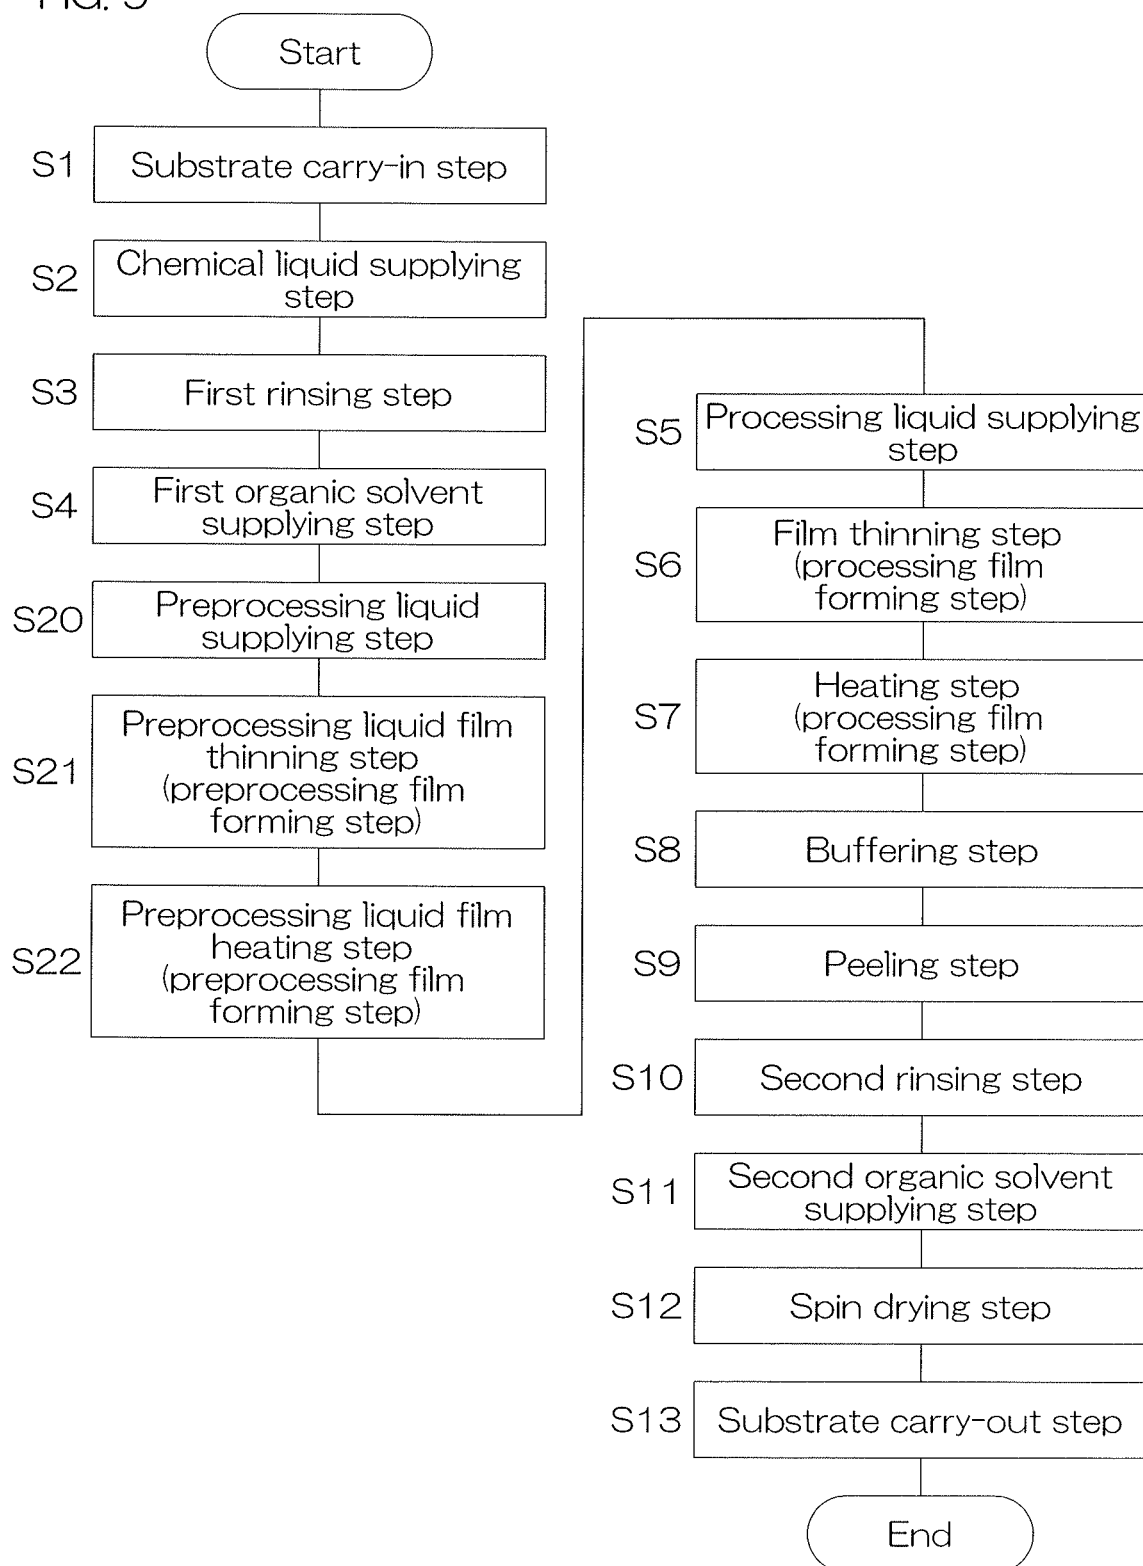 Start
S1
Substrate carry-in step
S2
Chemical liquid supplying
step
S3
First rinsing step
S4
First organic solvent
supplying step
S20
Preprocessing liquid
supplying step
S21
Preprocessing liquid film
thinning step
(preprocessing film
forming step)
S22
Preprocessing liquid film
heating step
(preprocessing film
forming step)
S5
Processing liquid supplying
step
S6
Film thinning step
(processing film
forming step)
S7
Heating step
(processing film
forming step)
S8
Buffering step
S9
Peeling step
S10
Second rinsing step
S11
Second organic solvent
supplying step
S12
Spin drying step
S13
Substrate carry-out step
End